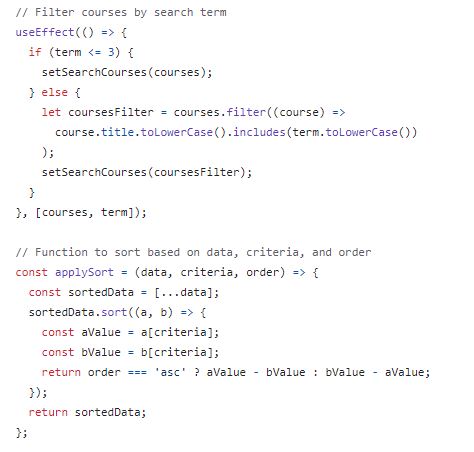 // Filter courses by search term
useEffect(() => {
  if (term <= 3) {
    setSearchCourses(courses);
  } else {
    let coursesFilter = courses.filter((course) =>
      course.title.toLowerCase().includes(term.toLowerCase())
    );
    setSearchCourses(coursesFilter);
  }
}, [courses, term]);

// Function to sort based on data, criteria, and order
const applySort = (data, criteria, order) => {
  const sortedData = [...data];
  sortedData.sort((a, b) => {
    const aValue = a[criteria];
    const bValue = b[criteria];
    return order === 'asc' ? aValue - bValue : bValue - aValue;
  });
  return sortedData;
};